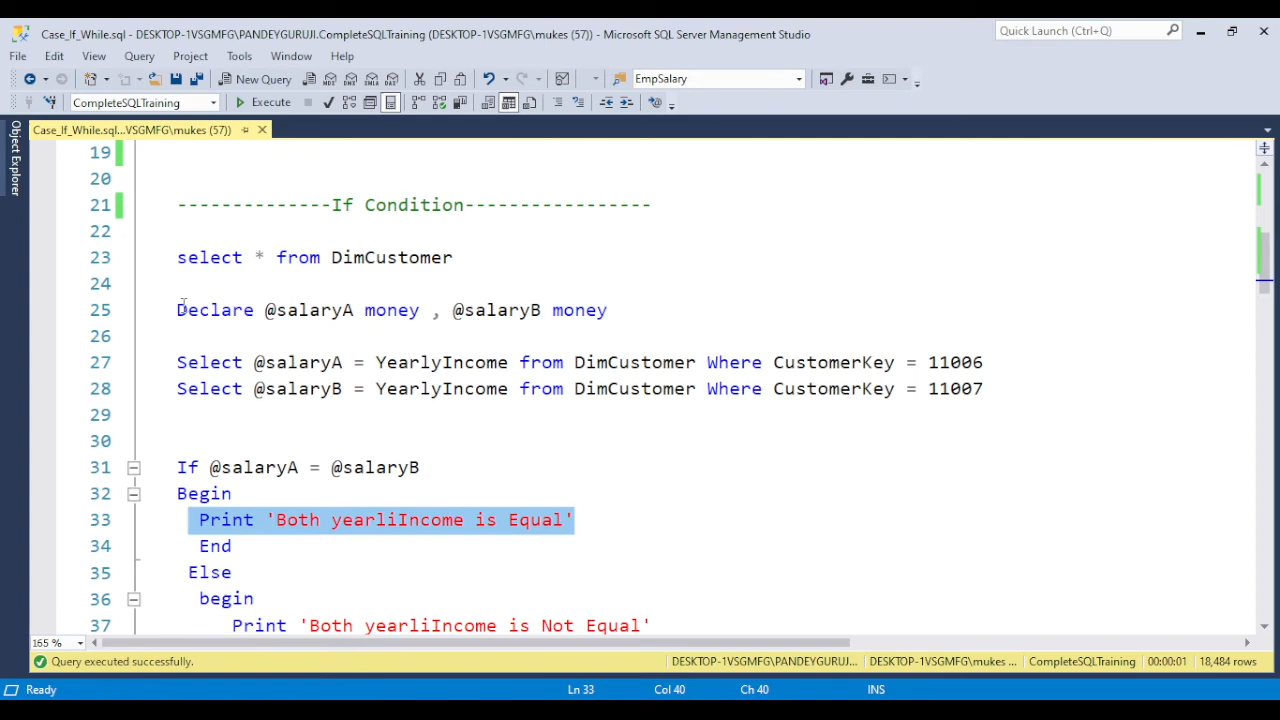 Case_If_While.sql - DESKTOP-1VSGMFG\PANDEYGURUJI.CompleteSQLTraining (DESKTOP-1VSGMFG\mukes (57)) - Microsoft SQL Server Management Studio
Quick Launch (Ctrl+Q)
File Edit View Query Project Tools Window Help
New Query
MDX DMX XMLA DAX
EmpSalary
CompleteSQLTraining
Execute
Case_If_While.sql...VSGMFG\mukes (57))
Object Explorer
19
20
21 --------------If Condition-----------------
22
23 select * from DimCustomer
24
25 Declare @salaryA money , @salaryB money
26
27 Select @salaryA = YearlyIncome from DimCustomer Where CustomerKey = 11006
28 Select @salaryB = YearlyIncome from DimCustomer Where CustomerKey = 11007
29
30
31 If @salaryA = @salaryB
32 Begin
33 Print 'Both yearliIncome is Equal'
34 End
35 Else
36 begin
37 Print 'Both yearliIncome is Not Equal'
165 %
Query executed successfully.
DESKTOP-1VSGMFG\PANDEYGURUJI... DESKTOP-1VSGMFG\mukes ... CompleteSQLTraining 00:00:01 18,484 rows
Ready Ln 33 Col 40 Ch 40 INS